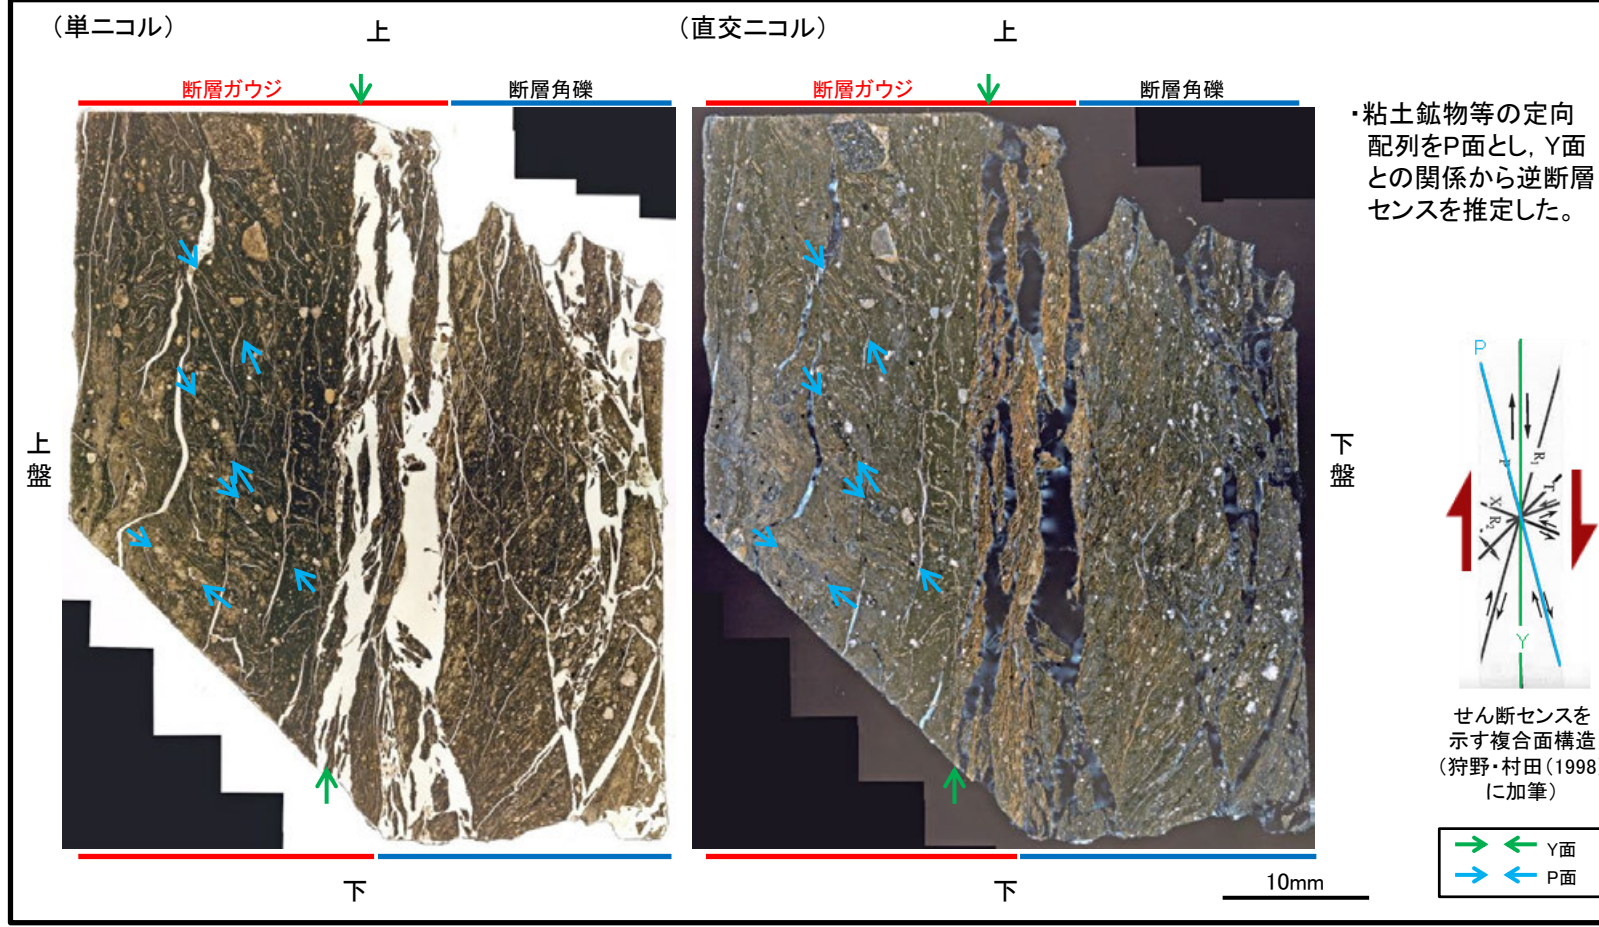 (単ニコル)
上
(直交ニコル)
上
断層ガウジ
断層角礫
断層ガウジ
断層角礫
・粘土鉱物等の定向
配列をP面とし，Y面
との関係から逆断層
センスを推定した。
上
盤
下
盤
P
R₁
P
T
X
R₂
Y
せん断センスを
示す複合面構造
(狩野・村田(1998)
に加筆)
Y面
P面
下
下
10mm